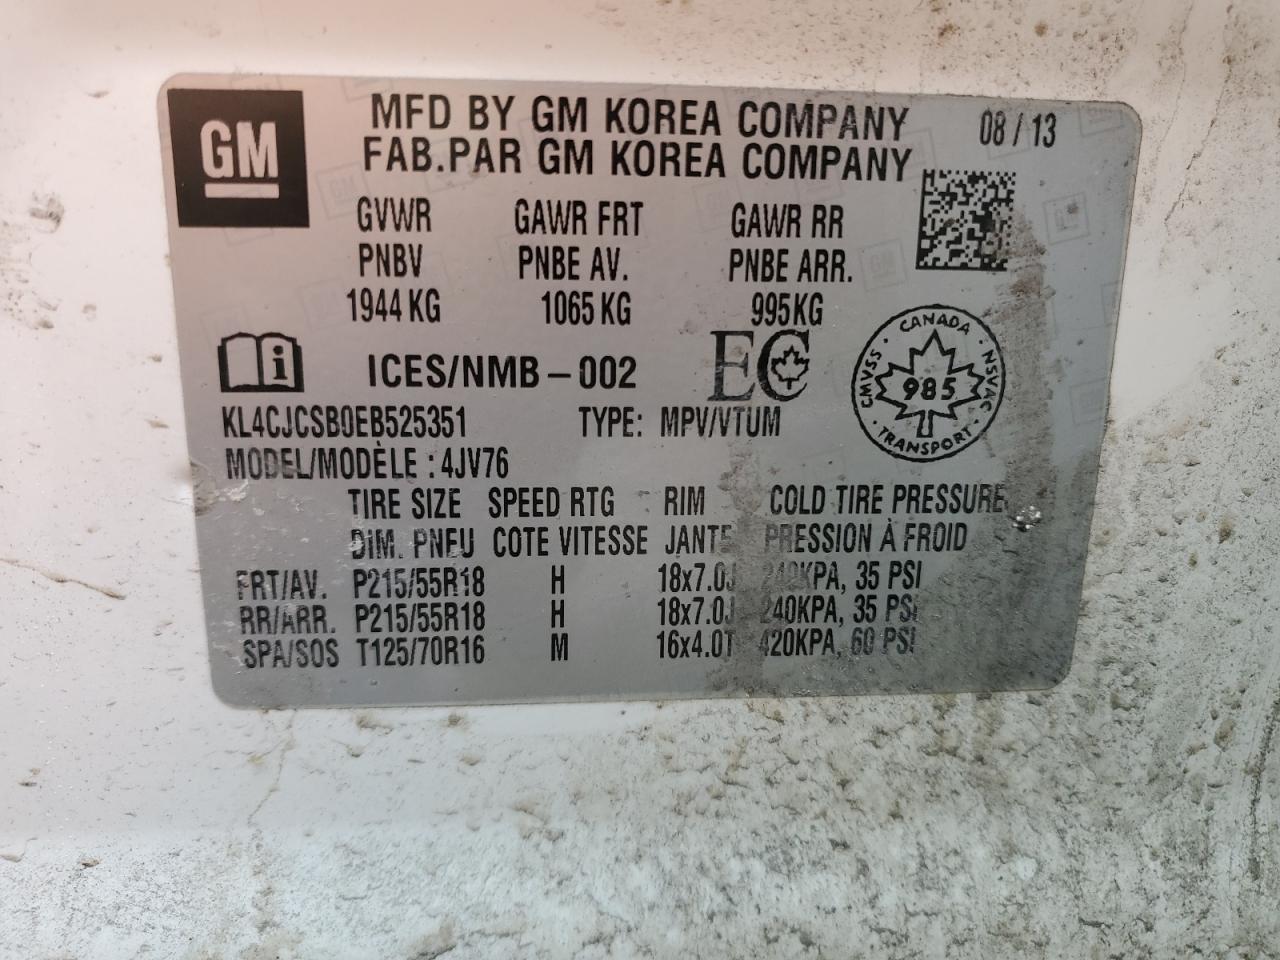 GM
MFD BY GM KOREA COMPANY 08/13
FAB.PAR GM KOREA COMPANY
GVWR GAWR FRT GAWR RR
PNBV PNBE AV. PNBE ARR.
1944 KG 1065 KG 995KG
i ICES/NMB-002 EC
CANADA
CMVSS 985 NSVAC
TRANSPORT
KL4CJCSB0EB525351 TYPE: MPV/VTUM
MODEL/MODÈLE : 4JV76
TIRE SIZE SPEED RTG RIM COLD TIRE PRESSURE
DIM. PNEU COTE VITESSE JANTE PRESSION À FROID
FRT/AV. P215/55R18 H 18x7.0J 240KPA, 35 PSI
RR/ARR. P215/55R18 H 18x7.0J 240KPA, 35 PSI
SPA/SOS T125/70R16 M 16x4.0T 420KPA, 60 PSI